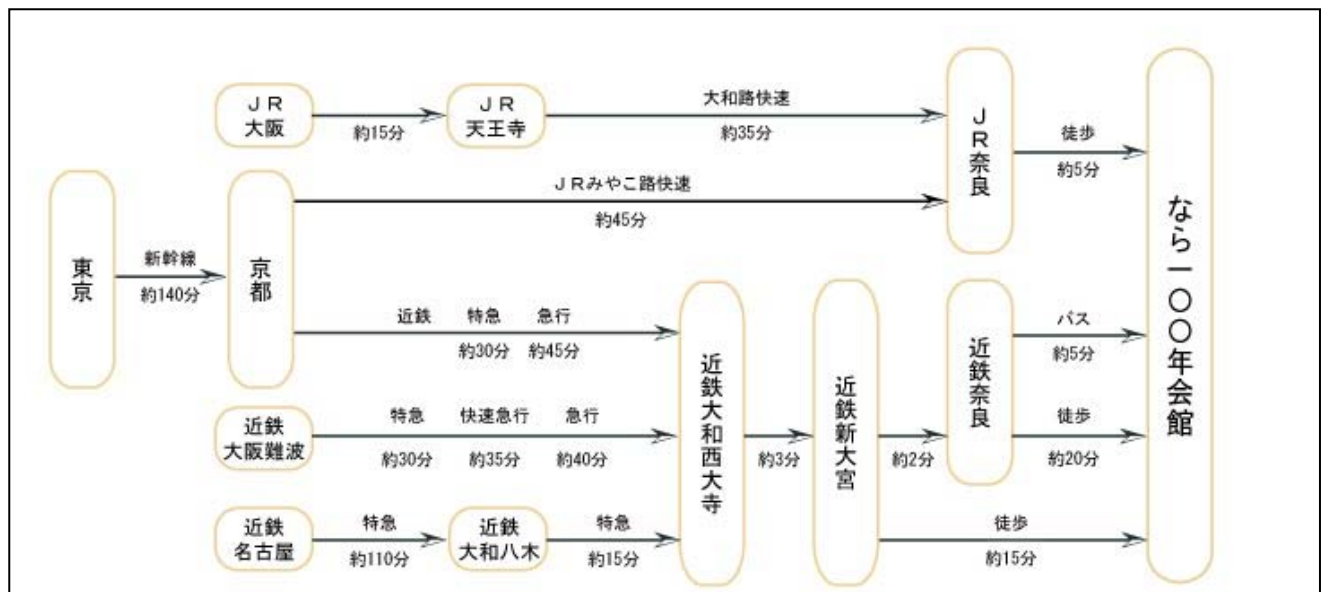 JR
大阪
約15分
JR
天王寺
大和路快速
約35分
JR奈良
徒歩
約5分
なら一〇〇年会館
東京
新幹線
約140分
京都
JRみやこ路快速
約45分
近鉄 特急 急行
約30分 約45分
近鉄
大阪難波
特急 快速急行 急行
約30分 約35分 約40分
近鉄
名古屋
特急
約110分
近鉄
大和八木
特急
約15分
近鉄大和西大寺
約3分
近鉄新大宮
約2分
近鉄奈良
バス
約5分
徒歩
約20分
徒歩
約15分